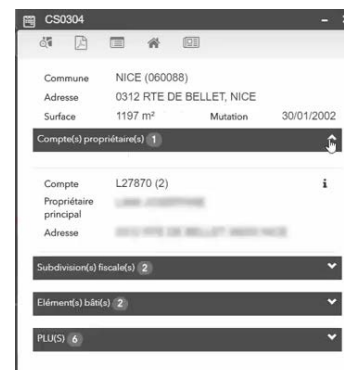 CS0304
Commune NICE (060088)
Adresse 0312 RTE DE BELLET, NICE
Surface 1197 m² Mutation 30/01/2002
Compte(s) propriétaire(s) 1
Compte L27870 (2) i
Propriétaire
principal
Adresse
Subdivision(s) fiscale(s) 2
Elément(s) bâti(s) 2
PLU(S) 6